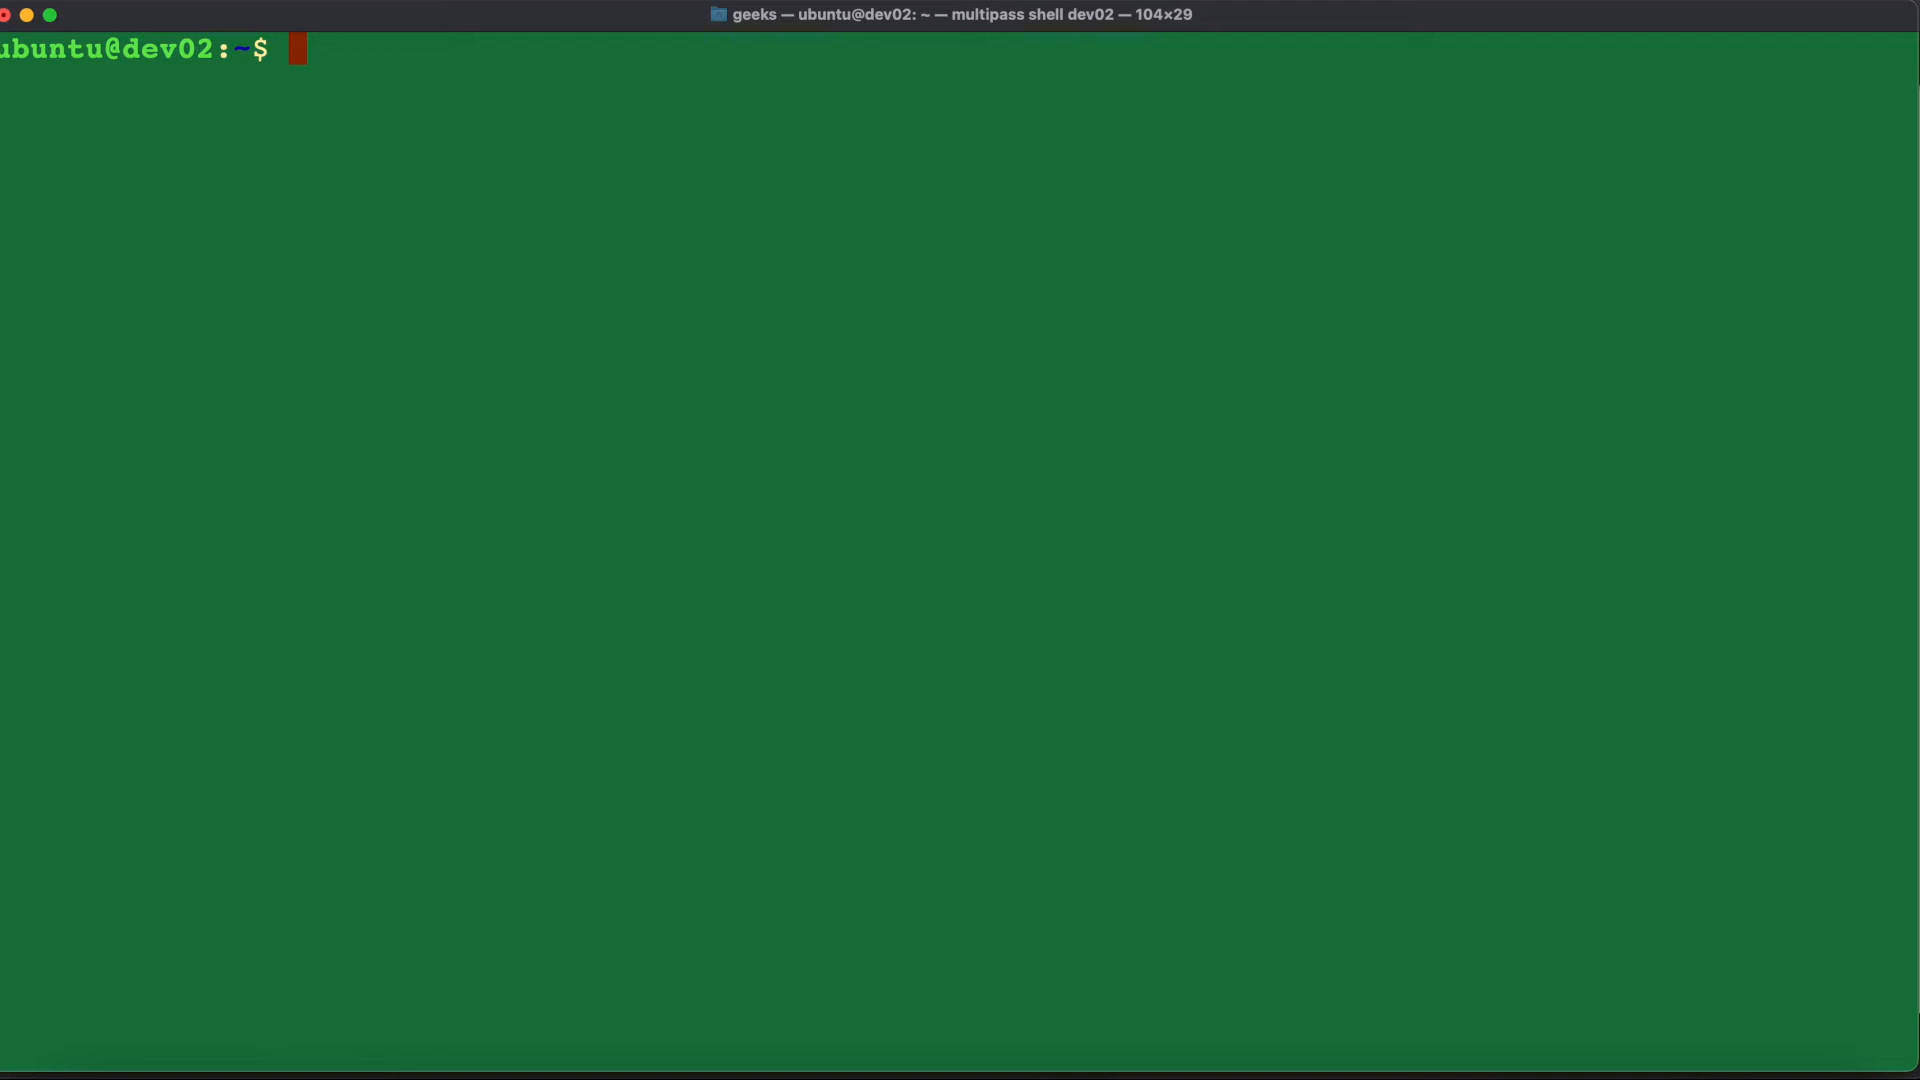 geeks — ubuntu@dev02: ~ — multipass shell dev02 — 104×29
ubuntu@dev02:~$